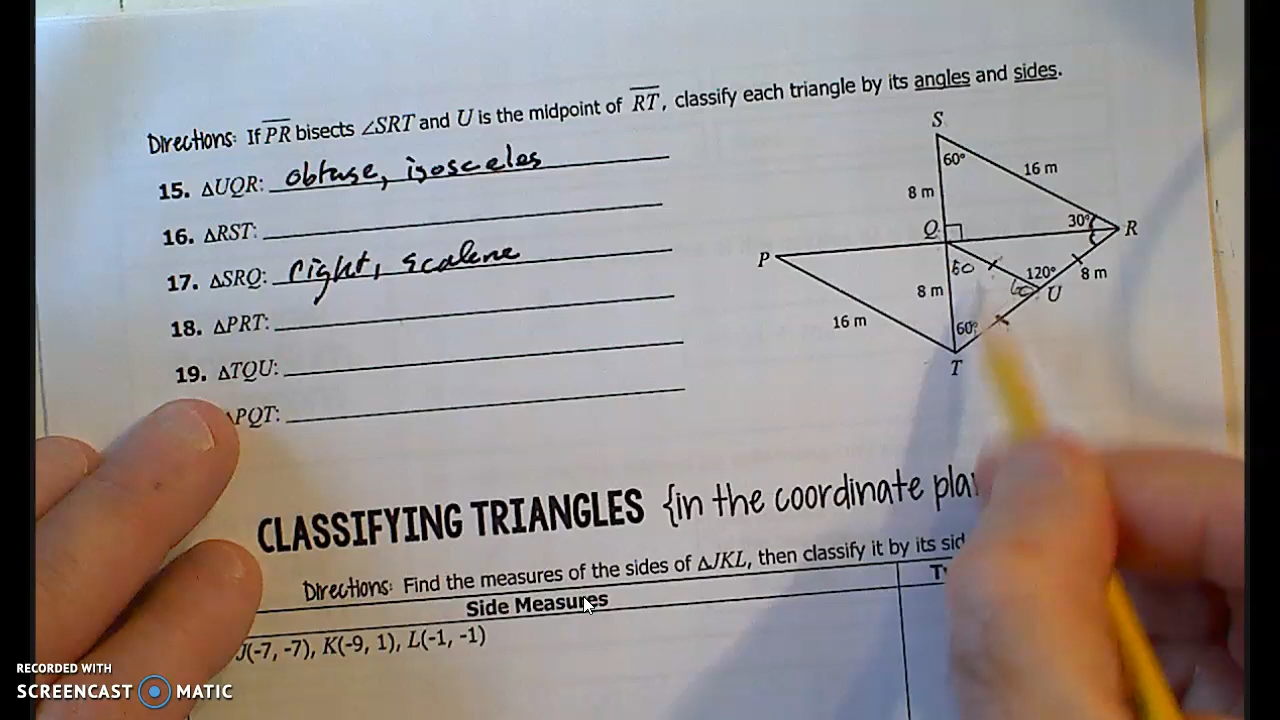 Directions: If PR bisects ∠SRT and U is the midpoint of RT, classify each triangle by its angles and sides.
15. ΔUQR: obtuse, isosceles
16. ΔRST:
17. ΔSRQ: right, scalene
18. ΔPRT:
19. ΔTQU:
ΔPQT:
S
60°
16 m
8 m
Q
30°
R
P
60
120°
8 m
60
U
8 m
16 m
60°
T
CLASSIFYING TRIANGLES {in the coordinate
Directions: Find the measures of the sides of ΔJKL, then classify it by its
Side Measures
J(-7, -7), K(-9, 1), L(-1, -1)
RECORDED WITH
SCREENCAST MATIC